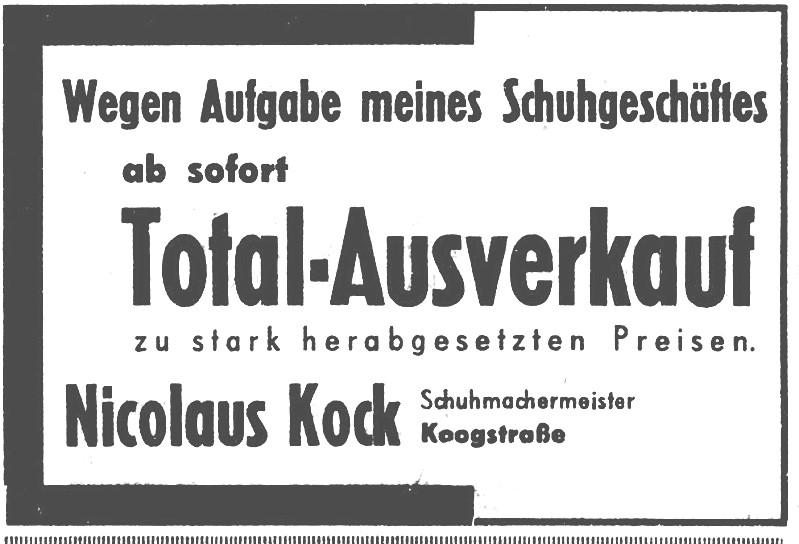 Wegen Aufgabe meines Schuhgeschäftes
ab sofort
Total-Ausverkauf
zu stark herabgesetzten Preisen.
Nicolaus Kock
Schuhmachermeister
Koogstraße